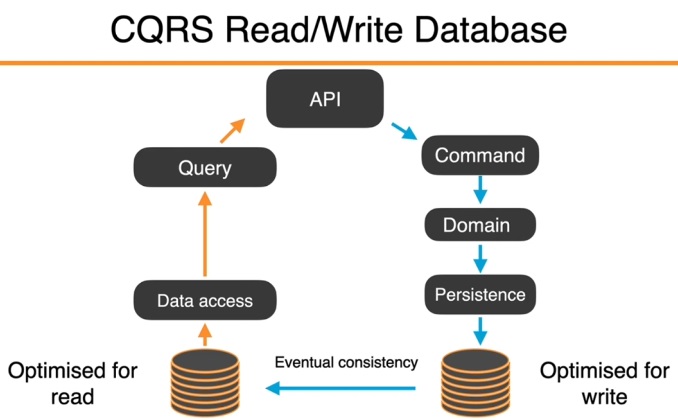 CQRS Read/Write Database
API
Query
Command
Domain
Data access
Persistence
Eventual consistency
Optimised for
read
Optimised for
write